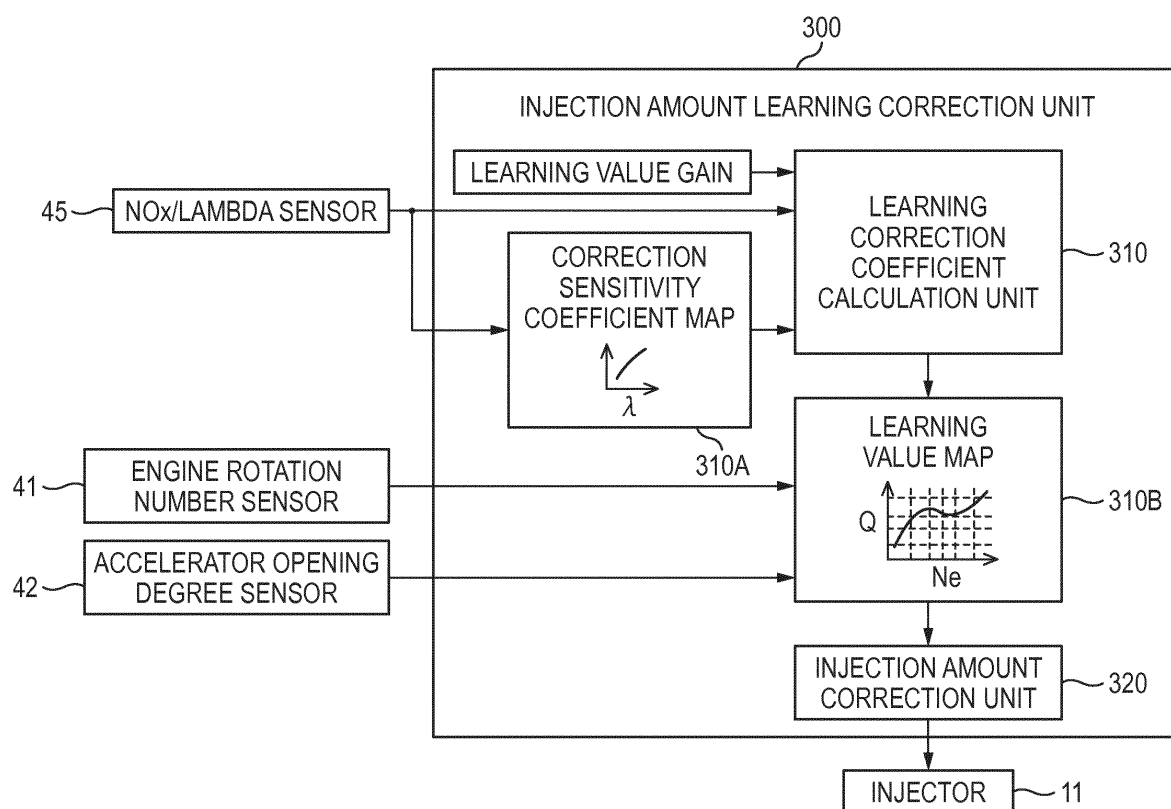 300
INJECTION AMOUNT LEARNING CORRECTION UNIT
LEARNING VALUE GAIN
45
NOx/LAMBDA SENSOR
LEARNING
CORRECTION
COEFFICIENT
CALCULATION UNIT
310
CORRECTION
SENSITIVITY
COEFFICIENT MAP
λ
310A
LEARNING
VALUE MAP
Q
Ne
310B
41
ENGINE ROTATION
NUMBER SENSOR
42
ACCELERATOR OPENING
DEGREE SENSOR
INJECTION AMOUNT
CORRECTION UNIT
320
INJECTOR
11